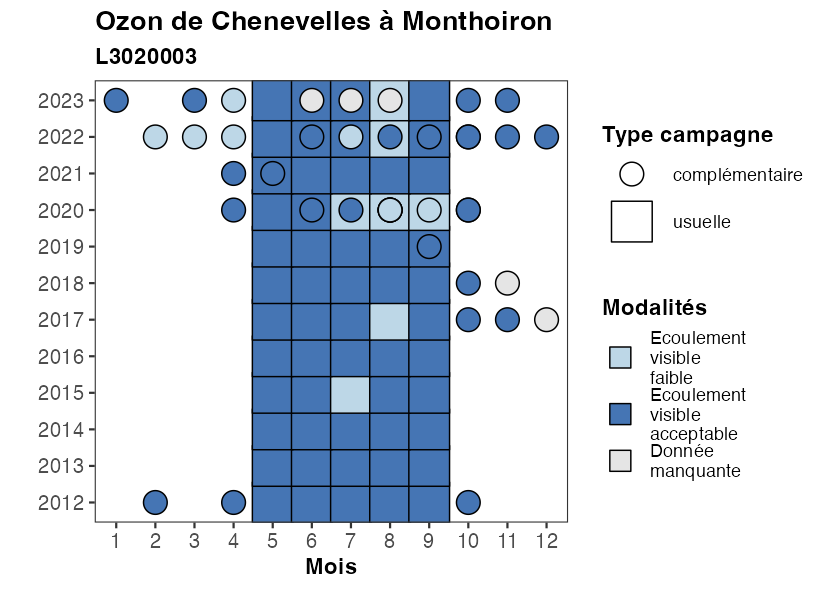 Ozon de Chenevelles à Monthoiron
L3020003
2023
2022
2021
2020
2019
2018
2017
2016
2015
2014
2013
2012
1 2 3 4 5 6 7 8 9 10 11 12
Mois
Type campagne
complémentaire
usuelle
Modalités
Ecoulement
visible
faible
Ecoulement
visible
acceptable
Donnée
manquante